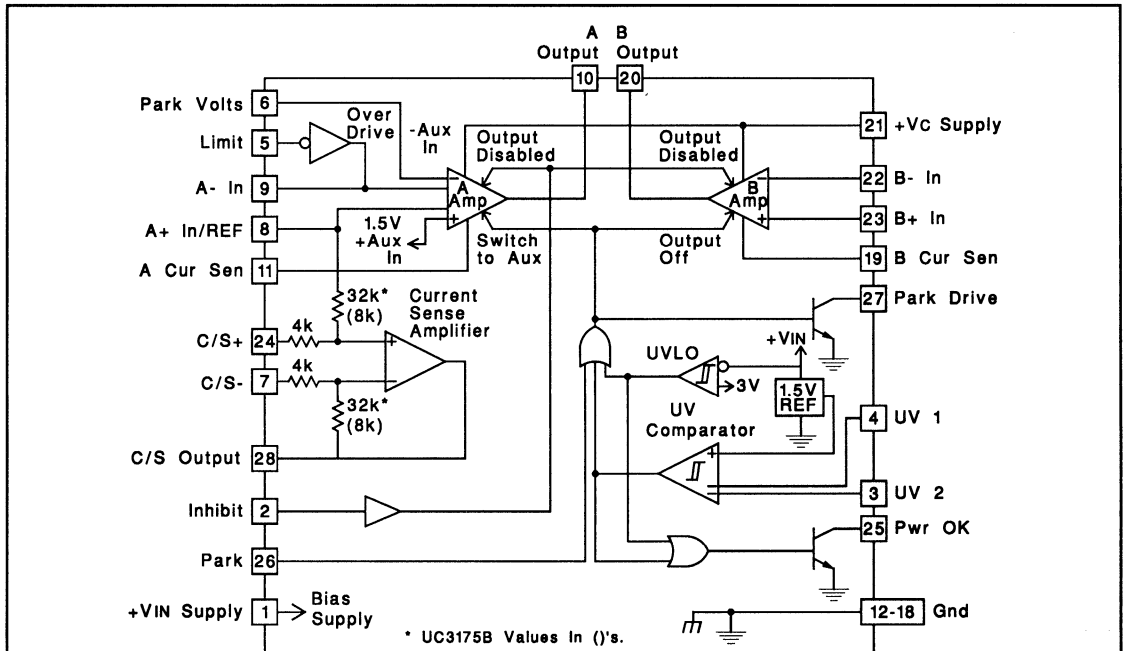 A B
Output Output
10 20
Park Volts 6
Limit 5
Over
Drive
-Aux
In
Output
Disabled
Output
Disabled
21 +VC Supply
A- In 9
A
Amp
B
Amp
22 B- In
A+ In/REF 8
1.5V
+Aux
In
23 B+ In
Switch
to Aux
Output
Off
A Cur Sen 11
19 B Cur Sen
32k*
(8k)
Current
Sense
Amplifier
27 Park Drive
C/S+ 24 4k
+
+VIN
UVLO
3V
1.5V
REF
C/S- 7 4k
-
32k*
(8k)
UV
Comparator
4 UV 1
C/S Output 28
3 UV 2
Inhibit 2
25 Pwr OK
Park 26
+VIN Supply 1 Bias
Supply
12-18 Gnd
* UC3175B Values In ()'s.